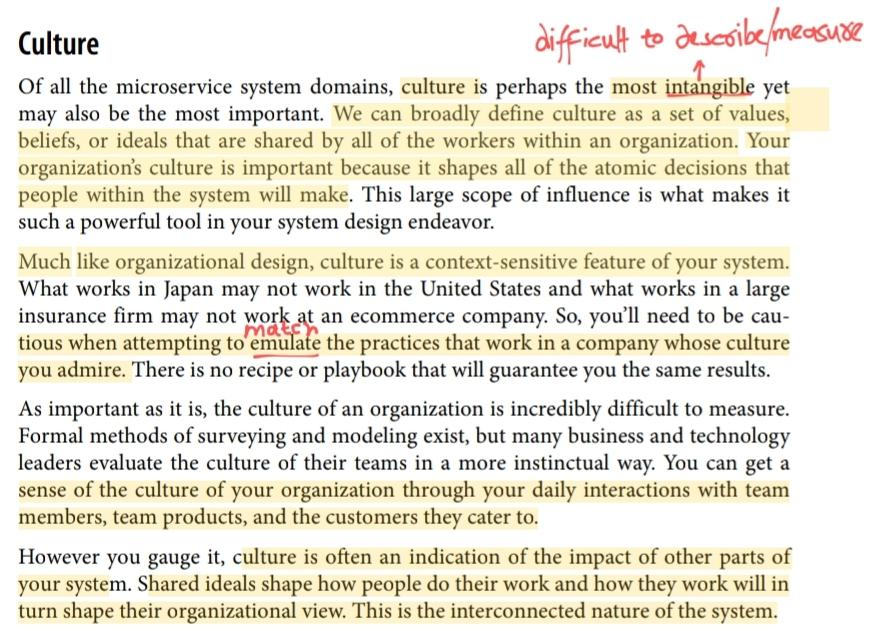 difficult to describe/measure
Culture
Of all the microservice system domains, culture is perhaps the most intangible yet
may also be the most important. We can broadly define culture as a set of values,
beliefs, or ideals that are shared by all of the workers within an organization. Your
organization’s culture is important because it shapes all of the atomic decisions that
people within the system will make. This large scope of influence is what makes it
such a powerful tool in your system design endeavor.
Much like organizational design, culture is a context-sensitive feature of your system.
What works in Japan may not work in the United States and what works in a large
insurance firm may not work at an ecommerce company. So, you’ll need to be cau-
match
tious when attempting to emulate the practices that work in a company whose culture
you admire. There is no recipe or playbook that will guarantee you the same results.
As important as it is, the culture of an organization is incredibly difficult to measure.
Formal methods of surveying and modeling exist, but many business and technology
leaders evaluate the culture of their teams in a more instinctual way. You can get a
sense of the culture of your organization through your daily interactions with team
members, team products, and the customers they cater to.
However you gauge it, culture is often an indication of the impact of other parts of
your system. Shared ideals shape how people do their work and how they work will in
turn shape their organizational view. This is the interconnected nature of the system.